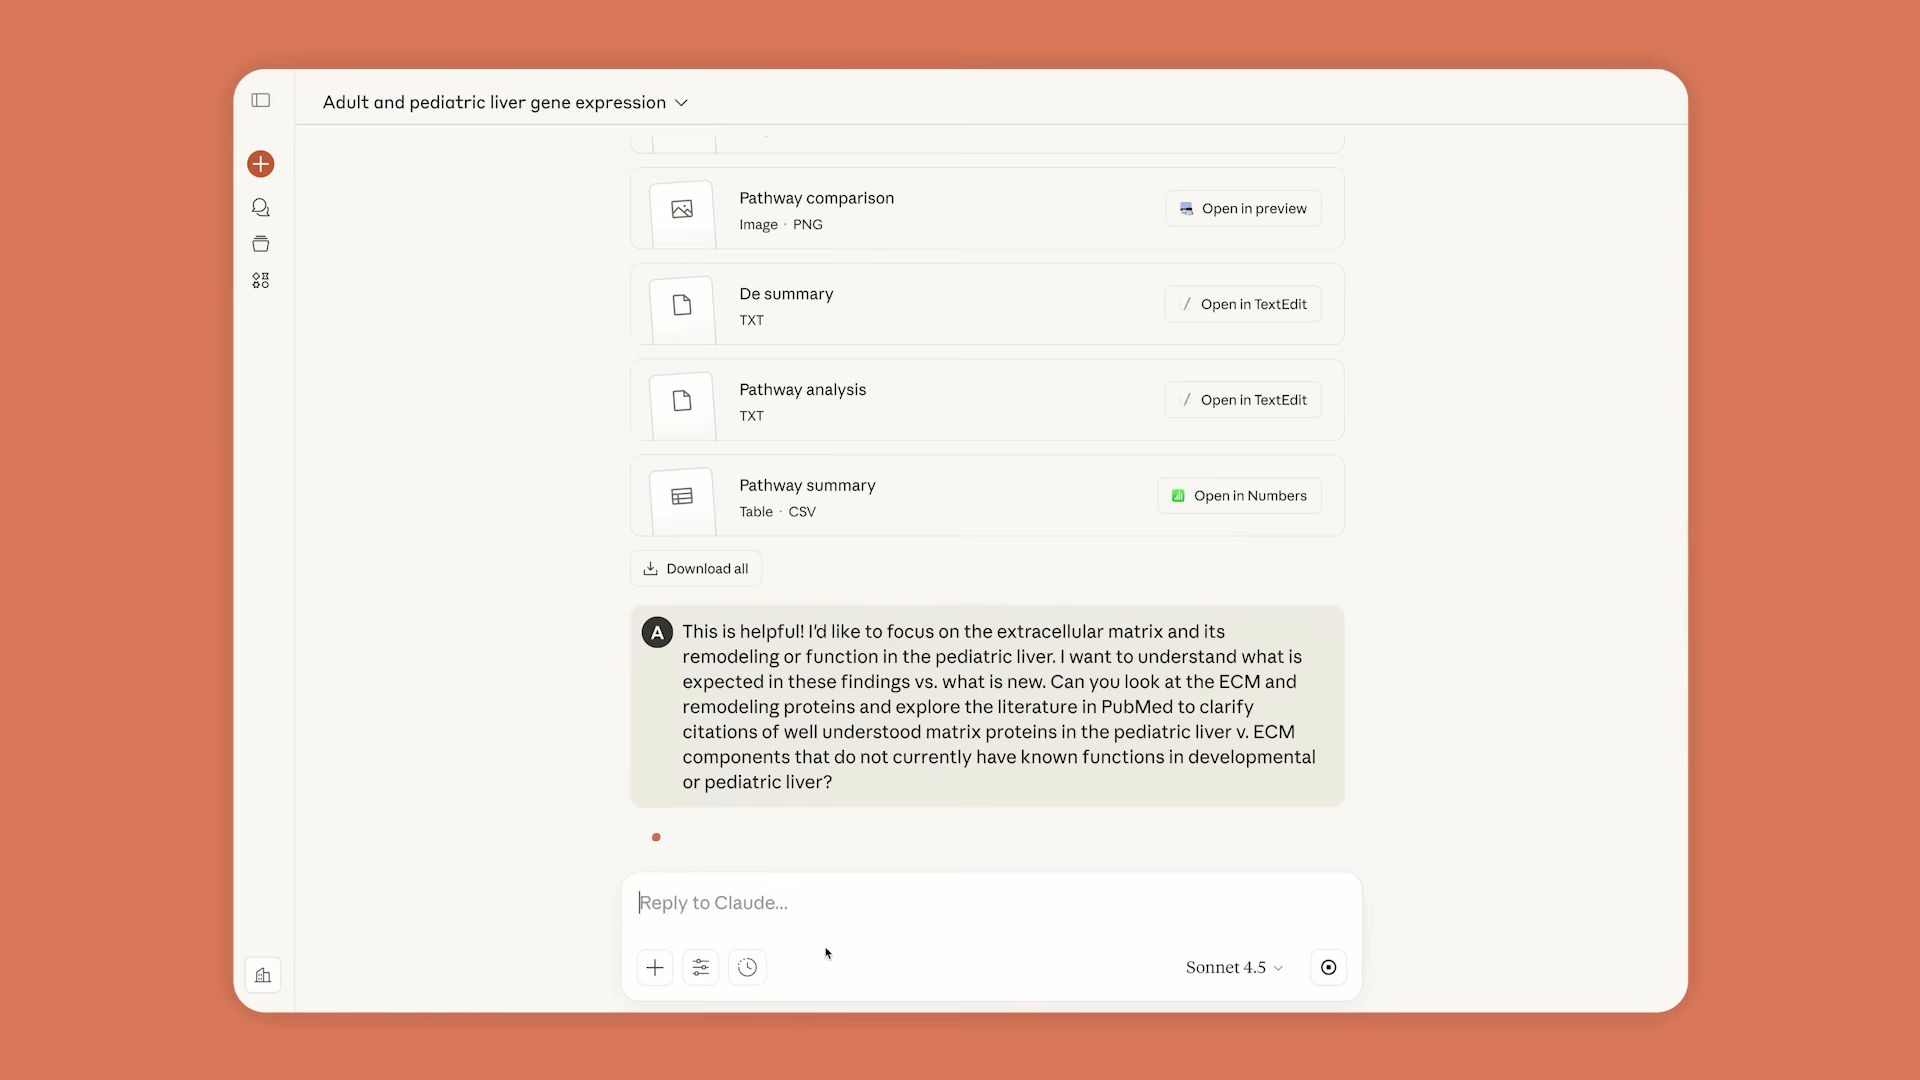 Adult and pediatric liver gene expression
Pathway comparison
Image · PNG
Open in preview
De summary
TXT
Open in TextEdit
Pathway analysis
TXT
Open in TextEdit
Pathway summary
Table · CSV
Open in Numbers
Download all
A
This is helpful! I'd like to focus on the extracellular matrix and its
remodeling or function in the pediatric liver. I want to understand what is
expected in these findings vs. what is new. Can you look at the ECM and
remodeling proteins and explore the literature in PubMed to clarify
citations of well understood matrix proteins in the pediatric liver v. ECM
components that do not currently have known functions in developmental
or pediatric liver?
Reply to Claude...
Sonnet 4.5